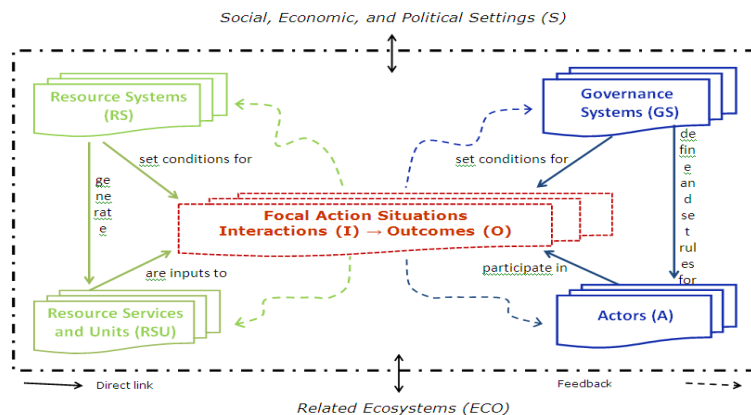 Social, Economic, and Political Settings (S)
Resource Systems
(RS)
Governance
Systems (GS)
set conditions for
set conditions for
ge
ne
rat
e
de
fin
e
an
d
se
t
rul
es
for
Focal Action Situations
Interactions (I) → Outcomes (O)
are inputs to
participate in
Resource Services
and Units (RSU)
Actors (A)
Direct link
Feedback
Related Ecosystems (ECO)